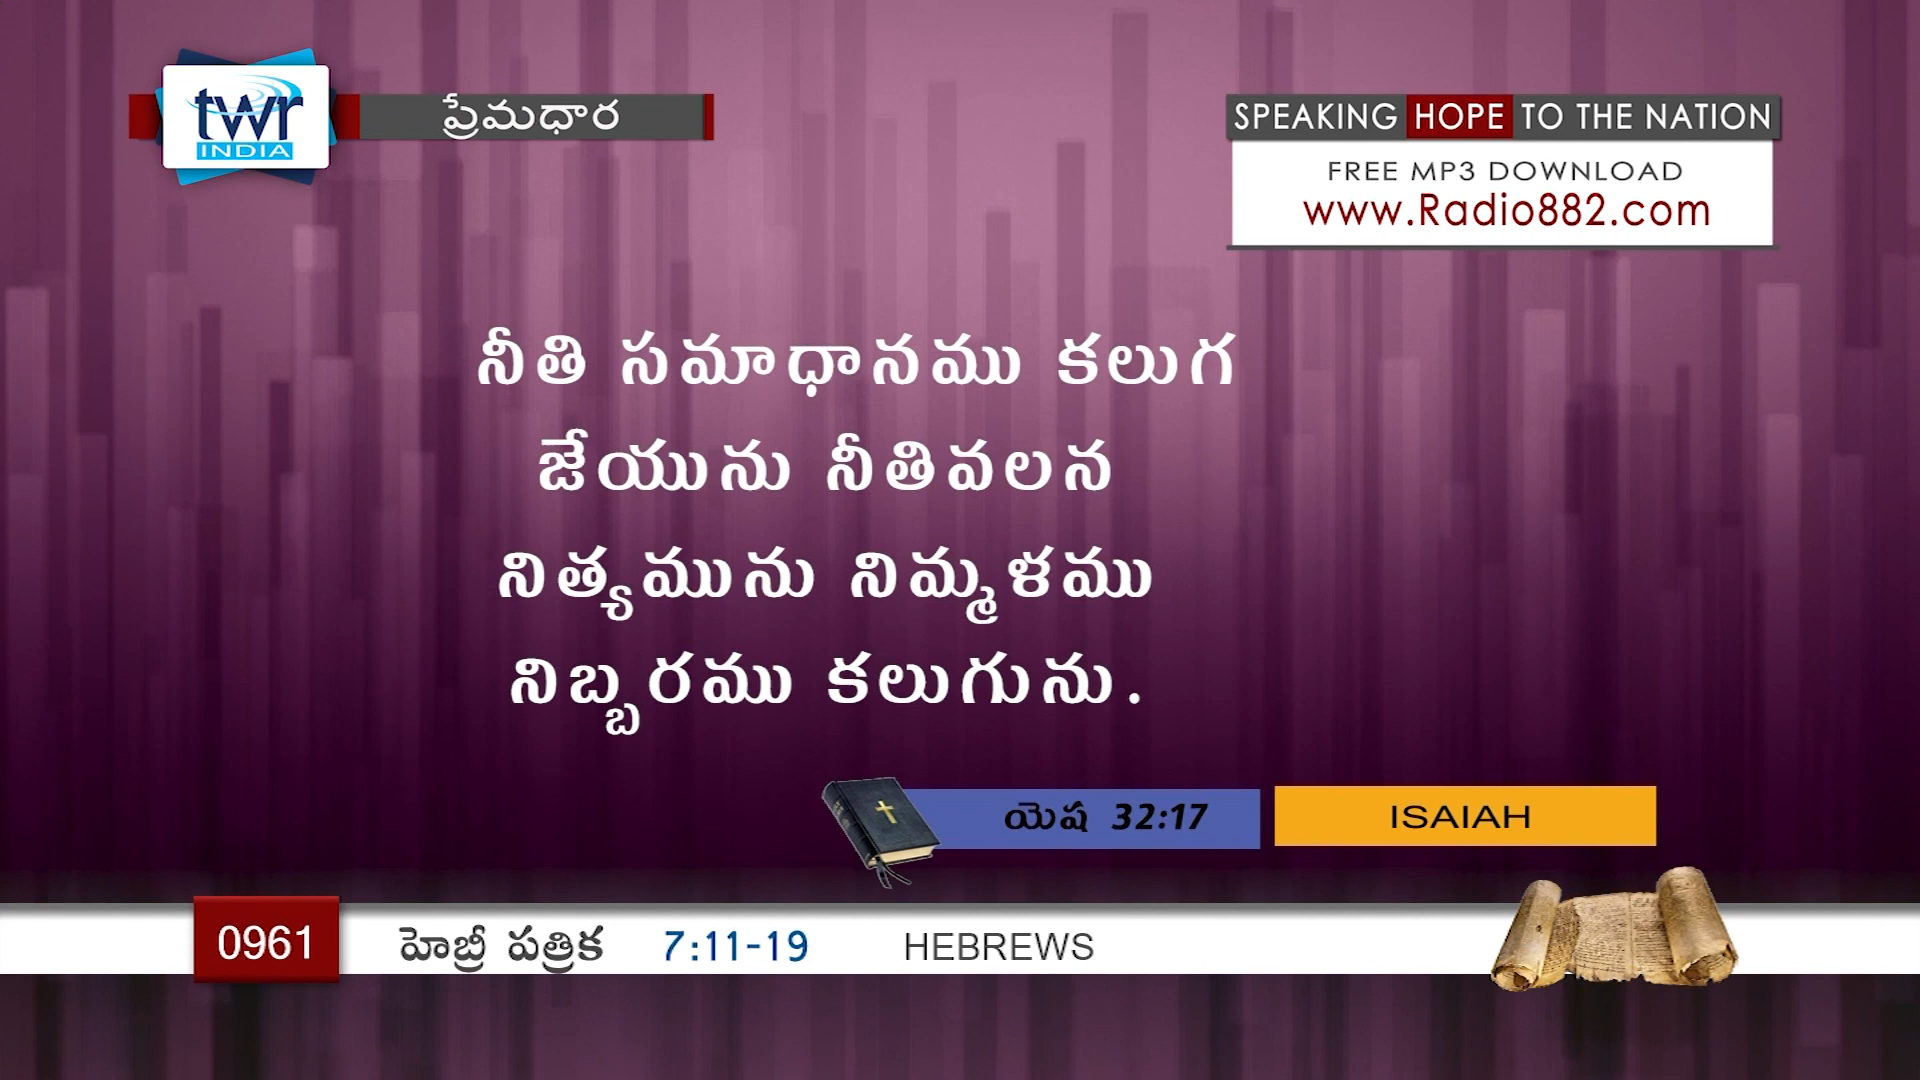 twr
INDIA
ప్రేమధార
SPEAKING HOPE TO THE NATION
FREE MP3 DOWNLOAD
www.Radio882.com
నీతి సమాధానము కలుగ
జేయును నీతివలన
నిత్యమును నిమ్మళము
నిబ్బరము కలుగును.
యెష 32:17
ISAIAH
0961 హెబ్రీ పత్రిక 7:11-19 HEBREWS